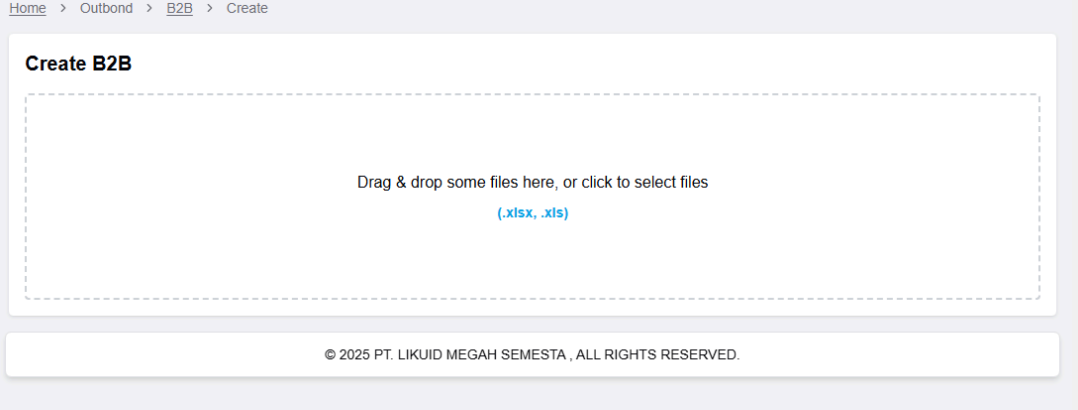 Home > Outbond > B2B > Create
Create B2B
Drag & drop some files here, or click to select files
(.xlsx, .xls)
© 2025 PT. LIKUID MEGAH SEMESTA , ALL RIGHTS RESERVED.